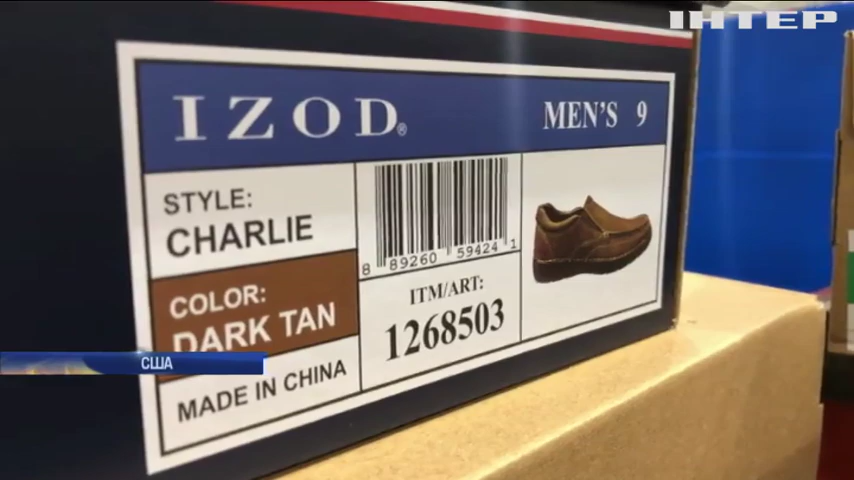 ІНТЕР
IZOD® MEN'S 9
STYLE:
CHARLIE
COLOR:
DARK TAN
MADE IN CHINA
8 89260 59424 1
ITM/ART:
1268503
США